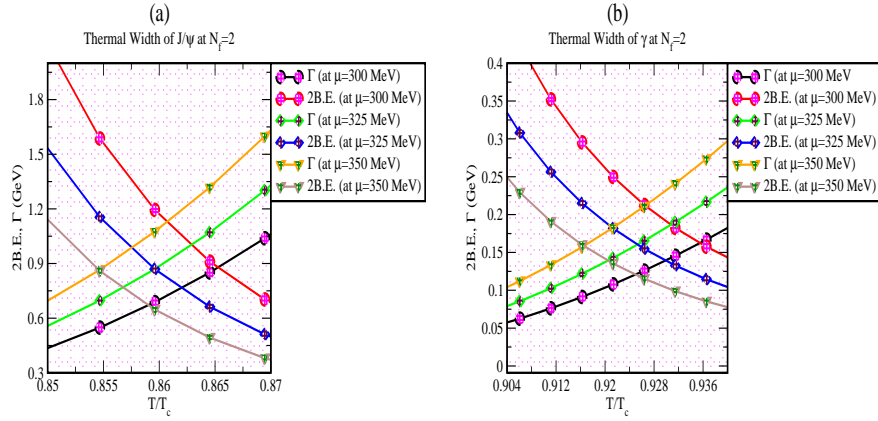 (a)
Thermal Width of J/ψ at N_f=2
2B.E., Γ (GeV)
1.8
1.5
1.2
0.9
0.6
0.3
0.85
0.855
0.86
0.865
0.87
T/T_c
Γ (at μ=300 MeV)
2B.E. (at μ=300 MeV)
Γ (at μ=325 MeV)
2B.E. (at μ=325 MeV)
Γ (at μ=350 MeV)
2B.E. (at μ=350 MeV)
(b)
Thermal Width of γ at N_f=2
0.4
0.35
0.3
0.25
0.2
0.15
0.1
0.05
0
0.904
0.912
0.92
0.928
0.936
T/T_c
Γ (at μ=300 MeV
2B.E. (at μ=300 MeV)
Γ (at μ=325 MeV)
2B.E. (at μ=325 MeV)
Γ (at μ=350 MeV)
2B.E. (at μ=350 MeV)